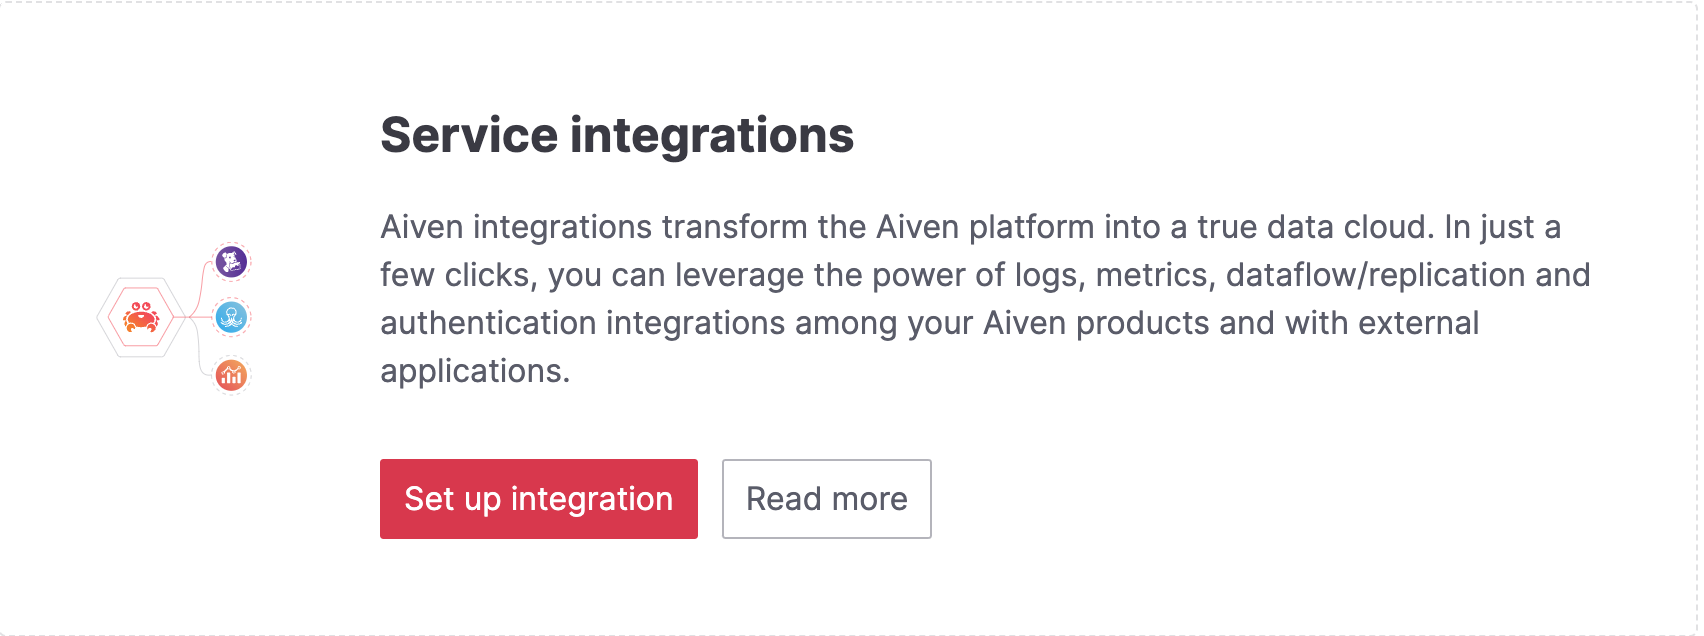 Service integrations
Aiven integrations transform the Aiven platform into a true data cloud. In just a
few clicks, you can leverage the power of logs, metrics, dataflow/replication and
authentication integrations among your Aiven products and with external
applications.
Set up integration
Read more